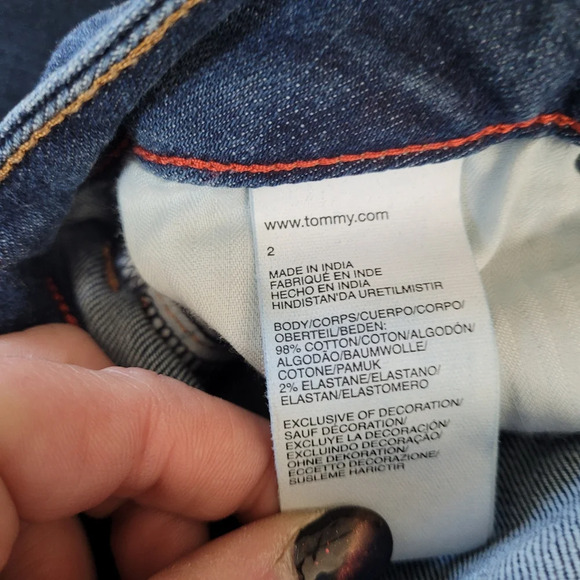 www.tommy.com
2
MADE IN INDIA
FABRIQUÉ EN INDE
HECHO EN INDIA
HINDISTAN'DA URETILMISTIR
BODY/CORPS/CUERPO/CORPO/
OBERTEIL/BEDEN:
98% COTTON/COTON/ALGODÓN/
ALGODÃO/BAUMWOLLE/
COTONE/PAMUK
2% ELASTANE/ELASTANO/
ELASTAN/ELASTOMERO
EXCLUSIVE OF DECORATION/
SAUF DÉCORATION/
EXCLUYE LA DECORACIÓN/
EXCLUINDO DECORAÇÃO/
OHNE DEKORATION/
ECCETTO DECORAZIONE/
SUSLEME HARICTIR